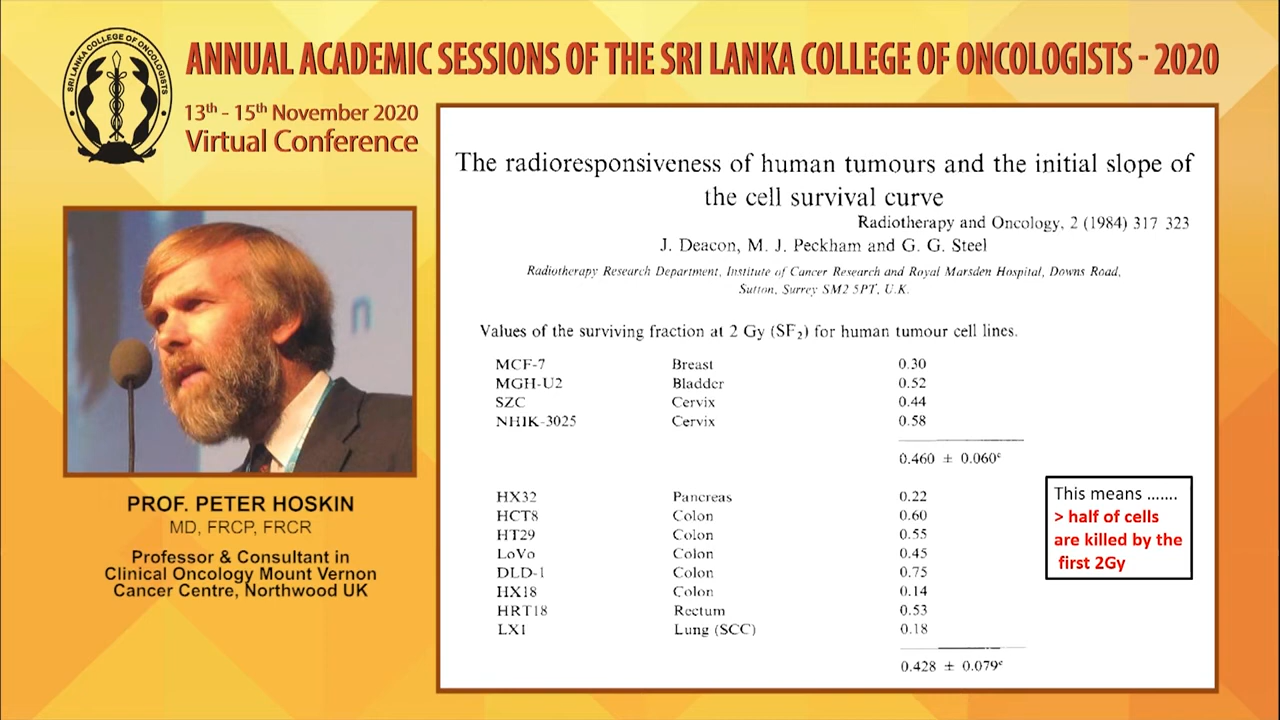 SRI LANKA COLLEGE OF ONCOLOGISTS
ANNUAL ACADEMIC SESSIONS OF THE SRI LANKA COLLEGE OF ONCOLOGISTS - 2020
13th - 15th November 2020
Virtual Conference
PROF. PETER HOSKIN
MD, FRCP, FRCR
Professor & Consultant in
Clinical Oncology Mount Vernon
Cancer Centre, Northwood UK
The radioresponsiveness of human tumours and the initial slope of
the cell survival curve
Radiotherapy and Oncology, 2 (1984) 317 323
J. Deacon, M. J. Peckham and G. G. Steel
Radiotherapy Research Department, Institute of Cancer Research and Royal Marsden Hospital, Downs Road,
Sutton, Surrey SM2 5PT, U.K.
Values of the surviving fraction at 2 Gy (SF₂) for human tumour cell lines.
MCF-7 Breast 0.30
MGH-U2 Bladder 0.52
SZC Cervix 0.44
NHIK-3025 Cervix 0.58
0.460 ± 0.060ᶜ
HX32 Pancreas 0.22
HCT8 Colon 0.60
HT29 Colon 0.55
LoVo Colon 0.45
DLD-1 Colon 0.75
HX18 Colon 0.14
HRT18 Rectum 0.53
LX1 Lung (SCC) 0.18
0.428 ± 0.079ᶜ
This means .......
> half of cells
are killed by the
first 2Gy
n